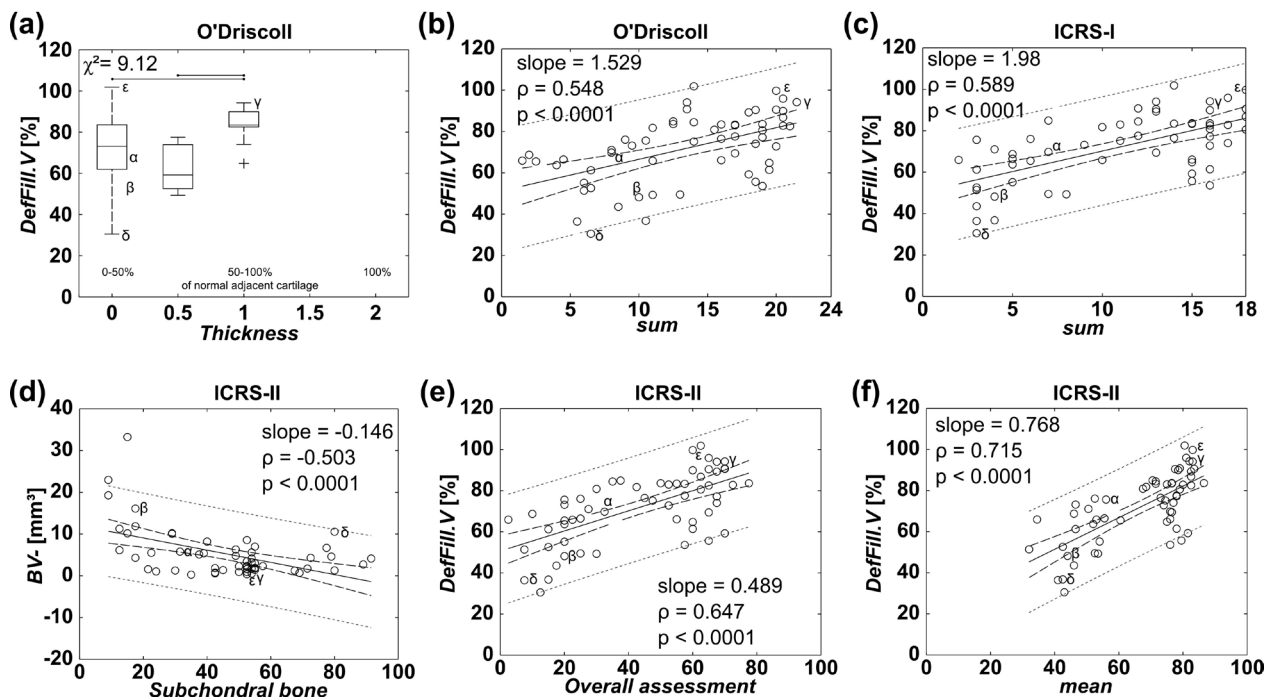 (a)
O'Driscoll
DefFill.V [%]
120
100
80
60
40
20
0
χ²= 9.12
ε
α
β
δ
γ
0-50%
50-100%
100%
of normal adjacent cartilage
0
0.5
1
1.5
2
Thickness
(b)
O'Driscoll
DefFill.V [%]
120
100
80
60
40
20
0
slope = 1.529
ρ = 0.548
p < 0.0001
ε
γ
α
β
δ
0
5
10
15
20
24
sum
(c)
ICRS-I
DefFill.V [%]
120
100
80
60
40
20
0
slope = 1.98
ρ = 0.589
p < 0.0001
ε
γ
α
β
δ
0
5
10
15
18
sum
(d)
ICRS-II
BV- [mm³]
40
30
20
10
0
-10
-20
slope = -0.146
ρ = -0.503
p < 0.0001
β
δ
α
εγ
0
20
40
60
80
100
Subchondral bone
(e)
ICRS-II
DefFill.V [%]
120
100
80
60
40
20
0
ε
γ
α
β
δ
slope = 0.489
ρ = 0.647
p < 0.0001
0
20
40
60
80
100
Overall assessment
(f)
ICRS-II
DefFill.V [%]
120
100
80
60
40
20
0
slope = 0.768
ρ = 0.715
p < 0.0001
ε
γ
α
β
δ
0
20
40
60
80
100
mean